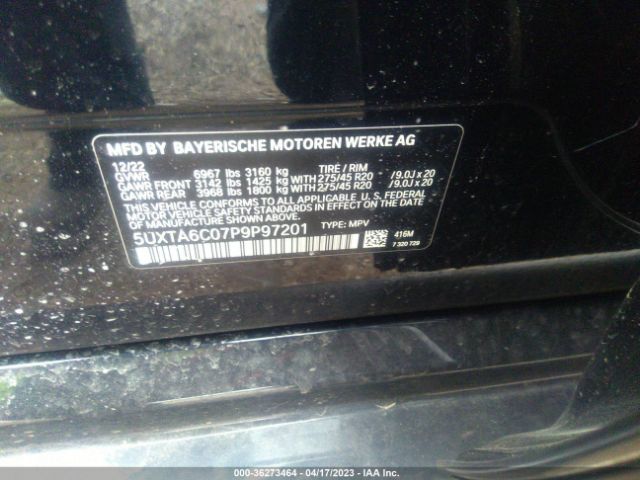 MFD BY BAYERISCHE MOTOREN WERKE AG
12/22 TIRE / RIM
GVWR 6967 lbs 3160 kg
GAWR FRONT 3142 lbs 1425 kg WITH 275/45 R20 /9.0J x 20
GAWR REAR 3968 lbs 1800 kg WITH 275/45 R20 /9.0J x 20
THIS VEHICLE CONFORMS TO ALL APPLICABLE U.S. FEDERAL
MOTOR VEHICLE SAFETY STANDARDS IN EFFECT ON THE DATE
OF MANUFACTURE SHOWN ABOVE.
5UXTA6C07P9P97201 TYPE: MPV
416M
7 320 729
000-36273464 - 04/17/2023 - IAA Inc.